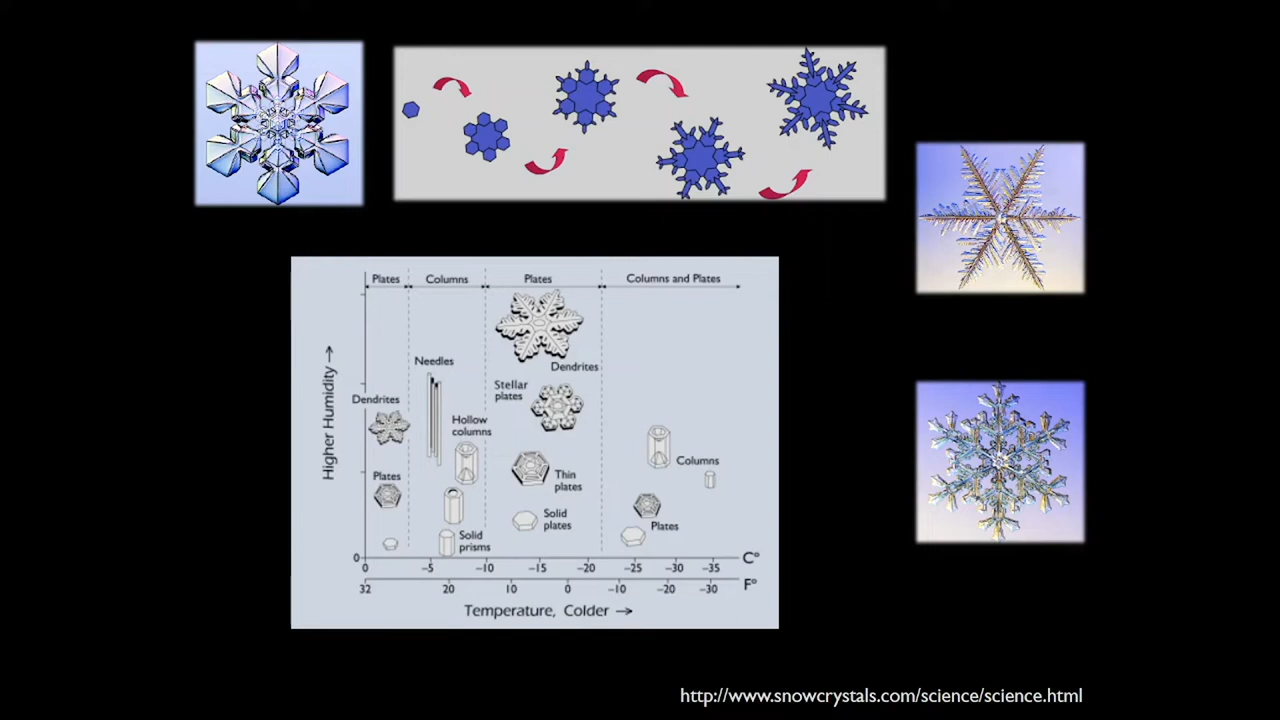 Plates Columns Plates Columns and Plates
Higher Humidity →
Needles
Dendrites
Stellar
plates
Dendrites
Hollow
columns
Columns
Plates
Thin
plates
Solid
plates
Plates
Solid
prisms
0
0 -5 -10 -15 -20 -25 -30 -35 C°
32 20 10 0 -10 -20 -30 F°
Temperature, Colder →
http://www.snowcrystals.com/science/science.html